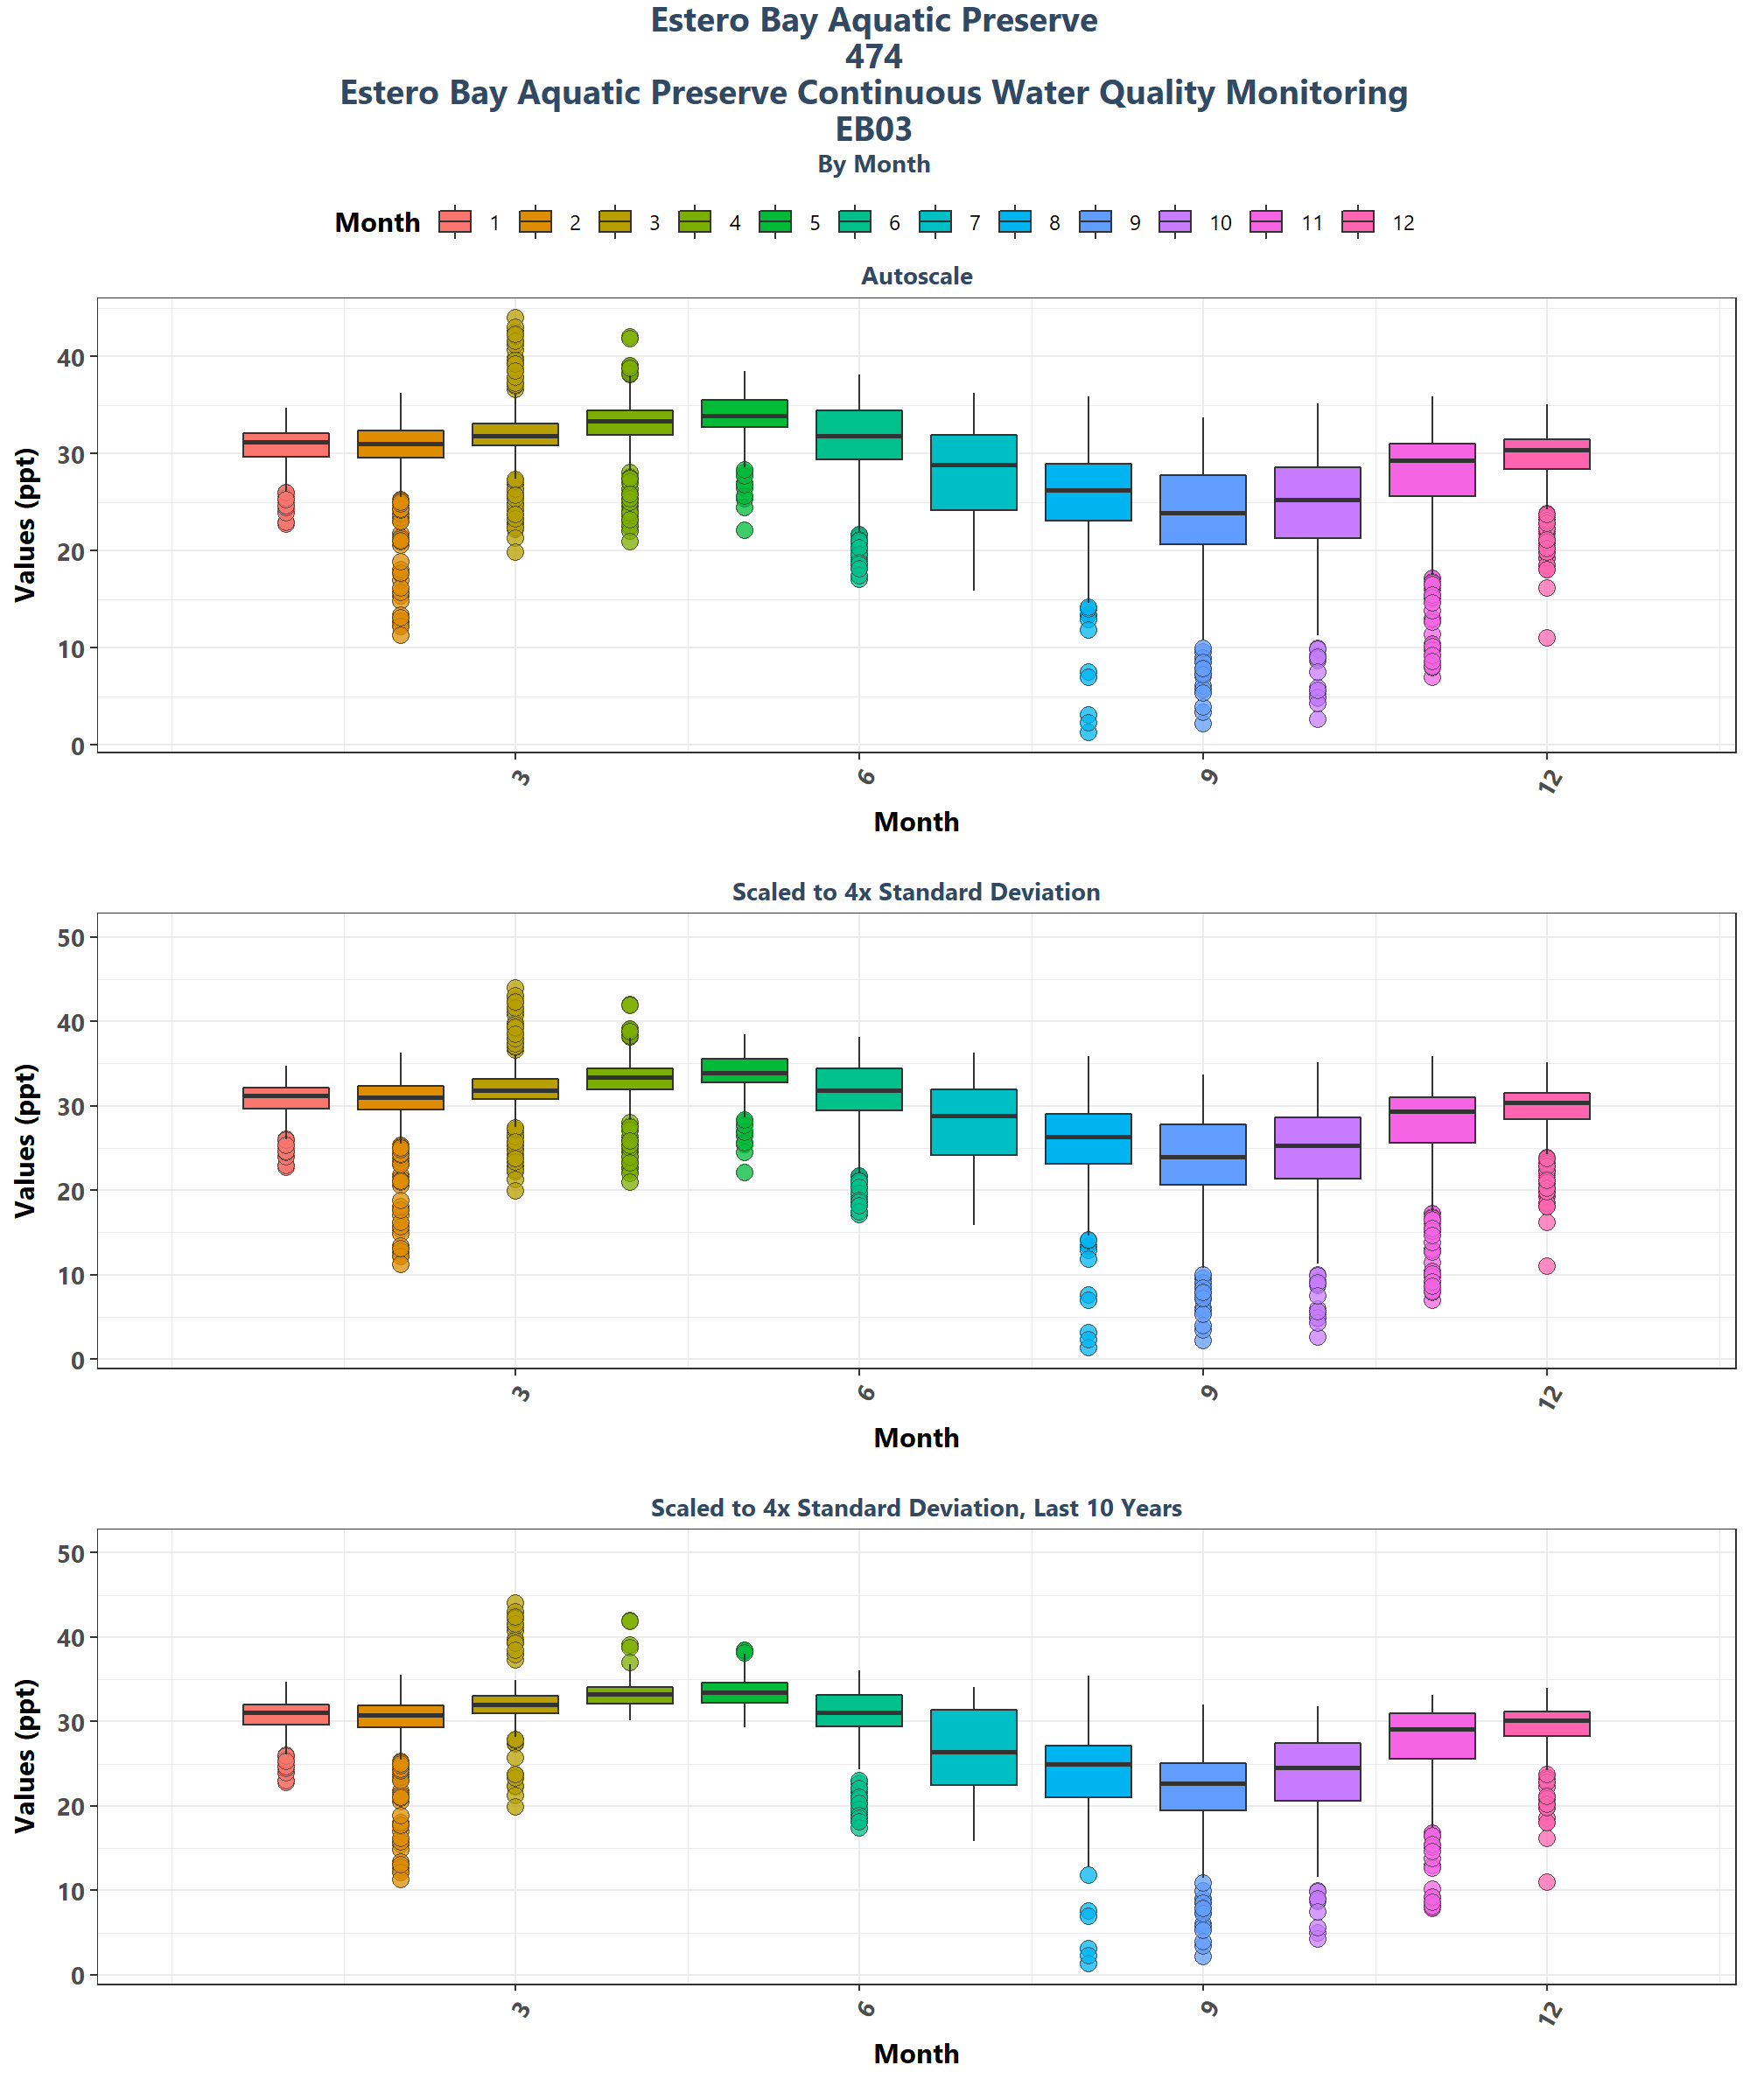 Estero Bay Aquatic Preserve
474
Estero Bay Aquatic Preserve Continuous Water Quality Monitoring
EB03
By Month
Month 1 2 3 4 5 6 7 8 9 10 11 12
Autoscale
Values (ppt)
40
30
20
10
0
3 6 9 12
Month
Scaled to 4x Standard Deviation
Values (ppt)
50
40
30
20
10
0
3 6 9 12
Month
Scaled to 4x Standard Deviation, Last 10 Years
Values (ppt)
50
40
30
20
10
0
3 6 9 12
Month